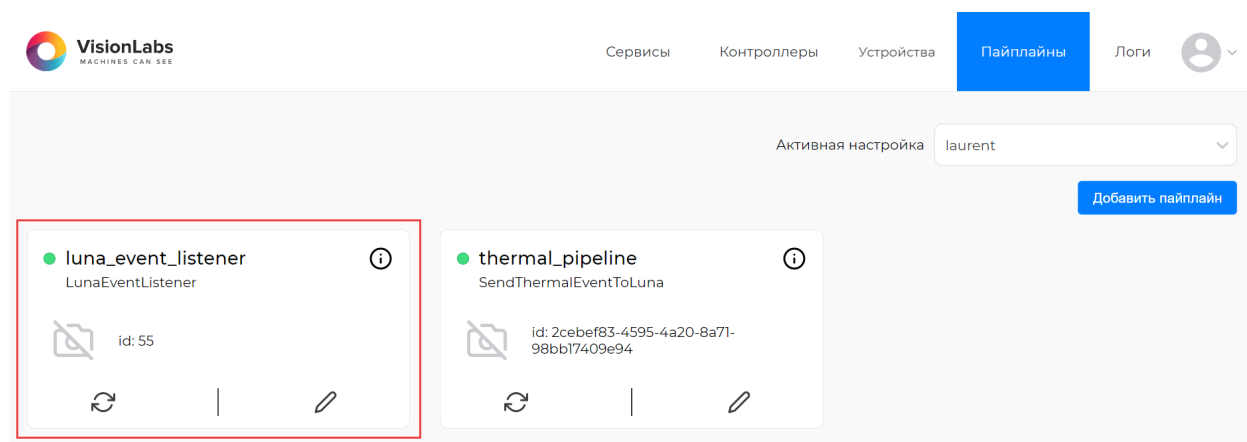 VisionLabs
MACHINES CAN SEE
Сервисы Контроллеры Устройства Пайплайны Логи
Активная настройка laurent
Добавить пайплайн
luna_event_listener
LunaEventListener
id: 55
thermal_pipeline
SendThermalEventToLuna
id: 2cebef83-4595-4a20-8a71-
98bb17409e94